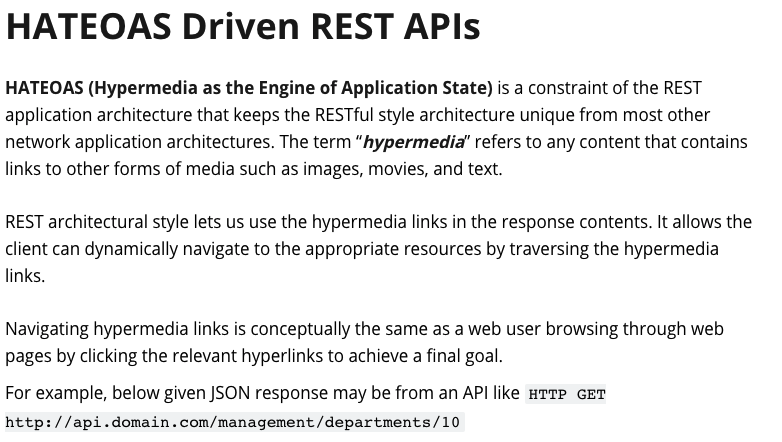 HATEOAS Driven REST APIs
HATEOAS (Hypermedia as the Engine of Application State) is a constraint of the REST
application architecture that keeps the RESTful style architecture unique from most other
network application architectures. The term “hypermedia” refers to any content that contains
links to other forms of media such as images, movies, and text.
REST architectural style lets us use the hypermedia links in the response contents. It allows the
client can dynamically navigate to the appropriate resources by traversing the hypermedia
links.
Navigating hypermedia links is conceptually the same as a web user browsing through web
pages by clicking the relevant hyperlinks to achieve a final goal.
For example, below given JSON response may be from an API like HTTP GET
http://api.domain.com/management/departments/10